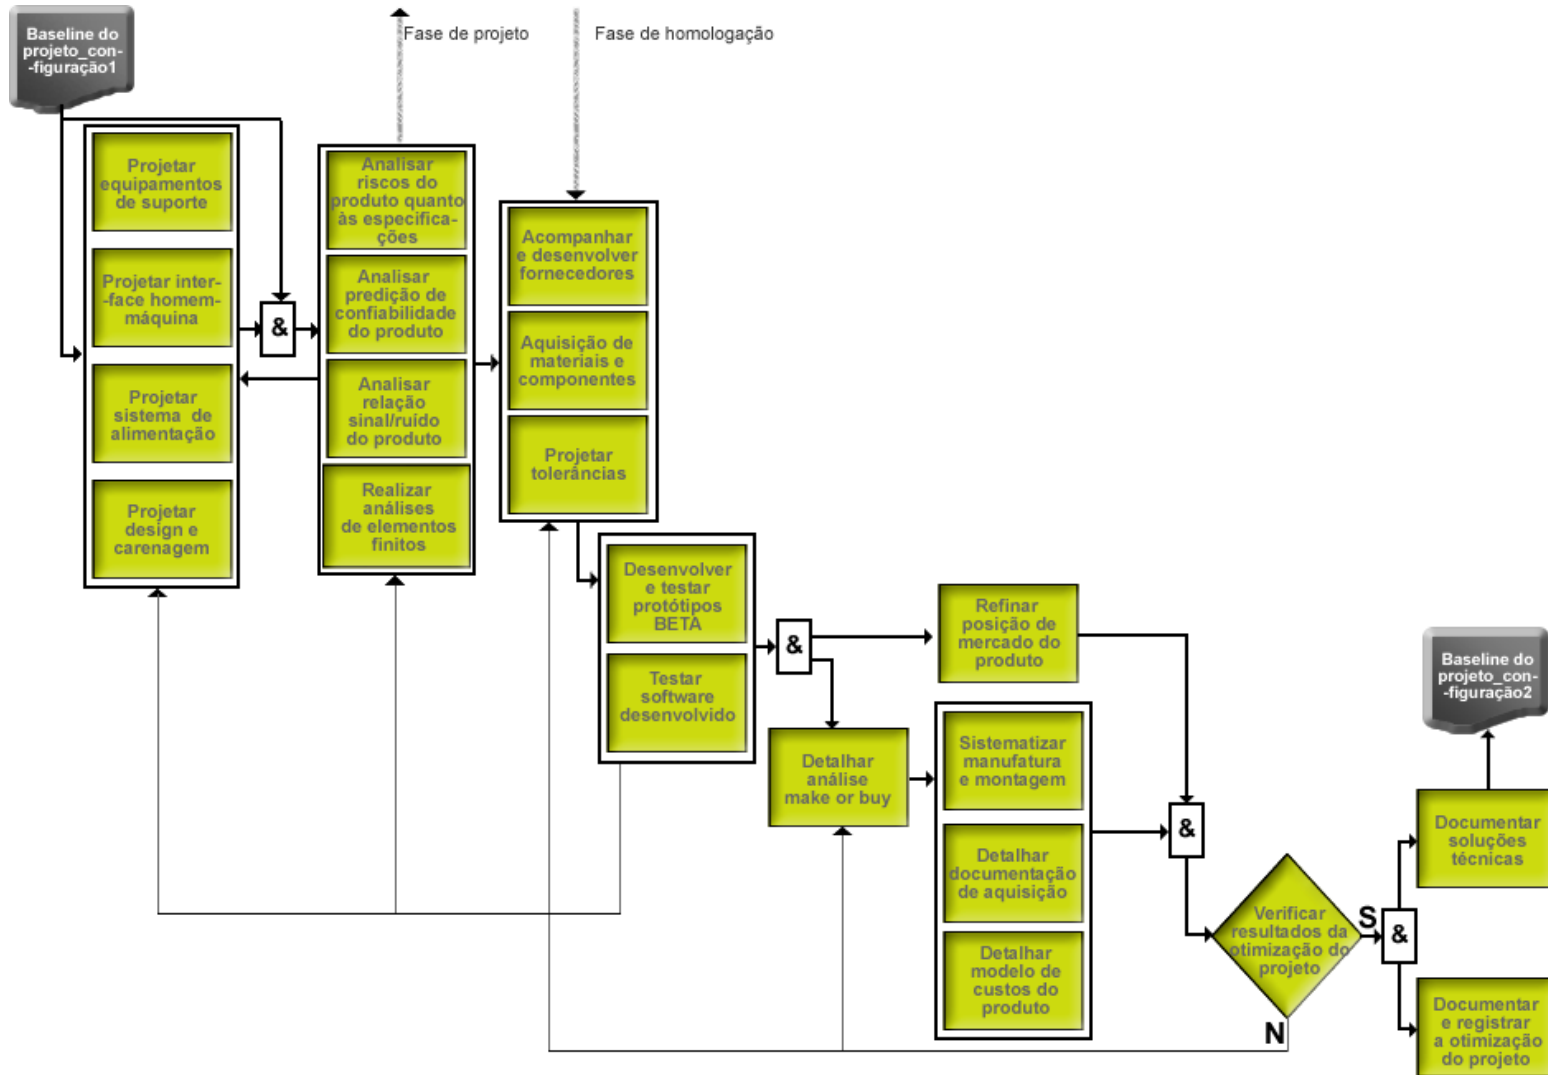 Baseline do
projeto_con-
-figuração1
Fase de projeto
Fase de homologação
Projetar
equipamentos
de suporte
Projetar inter-
-face homem-
máquina
Projetar
sistema de
alimentação
Projetar
design e
carenagem
&
Analisar
riscos do
produto quanto
às especifica-
ções
Analisar
predição de
confiabilidade
do produto
Analisar
relação
sinal/ruído
do produto
Realizar
análises
de elementos
finitos
Acompanhar
e desenvolver
fornecedores
Aquisição de
materiais e
componentes
Projetar
tolerâncias
Desenvolver
e testar
protótipos
BETA
Testar
software
desenvolvido
&
Refinar
posição de
mercado do
produto
Detalhar
análise
make or buy
Sistematizar
manufatura
e montagem
Detalhar
documentação
de aquisição
Detalhar
modelo de
custos do
produto
&
Verificar
resultados da
otimização do
projeto
S
N
&
Baseline do
projeto_con-
-figuração2
Documentar
soluções
técnicas
Documentar
e registrar
a otimização
do projeto